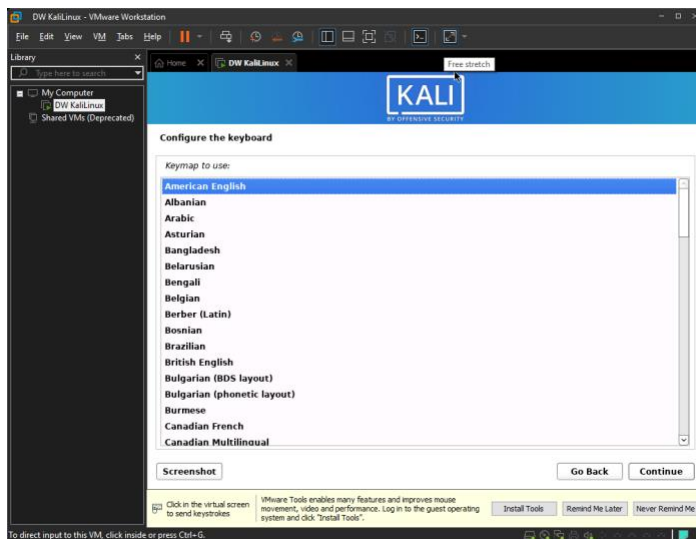 DW KaliLinux - VMware Workstation
File Edit View VM Tabs Help
Library
Type here to search
My Computer
DW KaliLinux
Shared VMs (Deprecated)
Home
DW KaliLinux
Free stretch
KALI
BY OFFENSIVE SECURITY
Configure the keyboard
Keymap to use:
American English
Albanian
Arabic
Asturian
Bangladesh
Belarusian
Bengali
Belgian
Berber (Latin)
Bosnian
Brazilian
British English
Bulgarian (BDS layout)
Bulgarian (phonetic layout)
Burmese
Canadian French
Canadian Multilingual
Screenshot
Go Back
Continue
Click in the virtual screen
to send keystrokes
VMware Tools enables many features and improves mouse
movement, video and performance. Log in to the guest operating
system and click "Install Tools".
Install Tools
Remind Me Later
Never Remind Me
To direct input to this VM, click inside or press Ctrl+G.